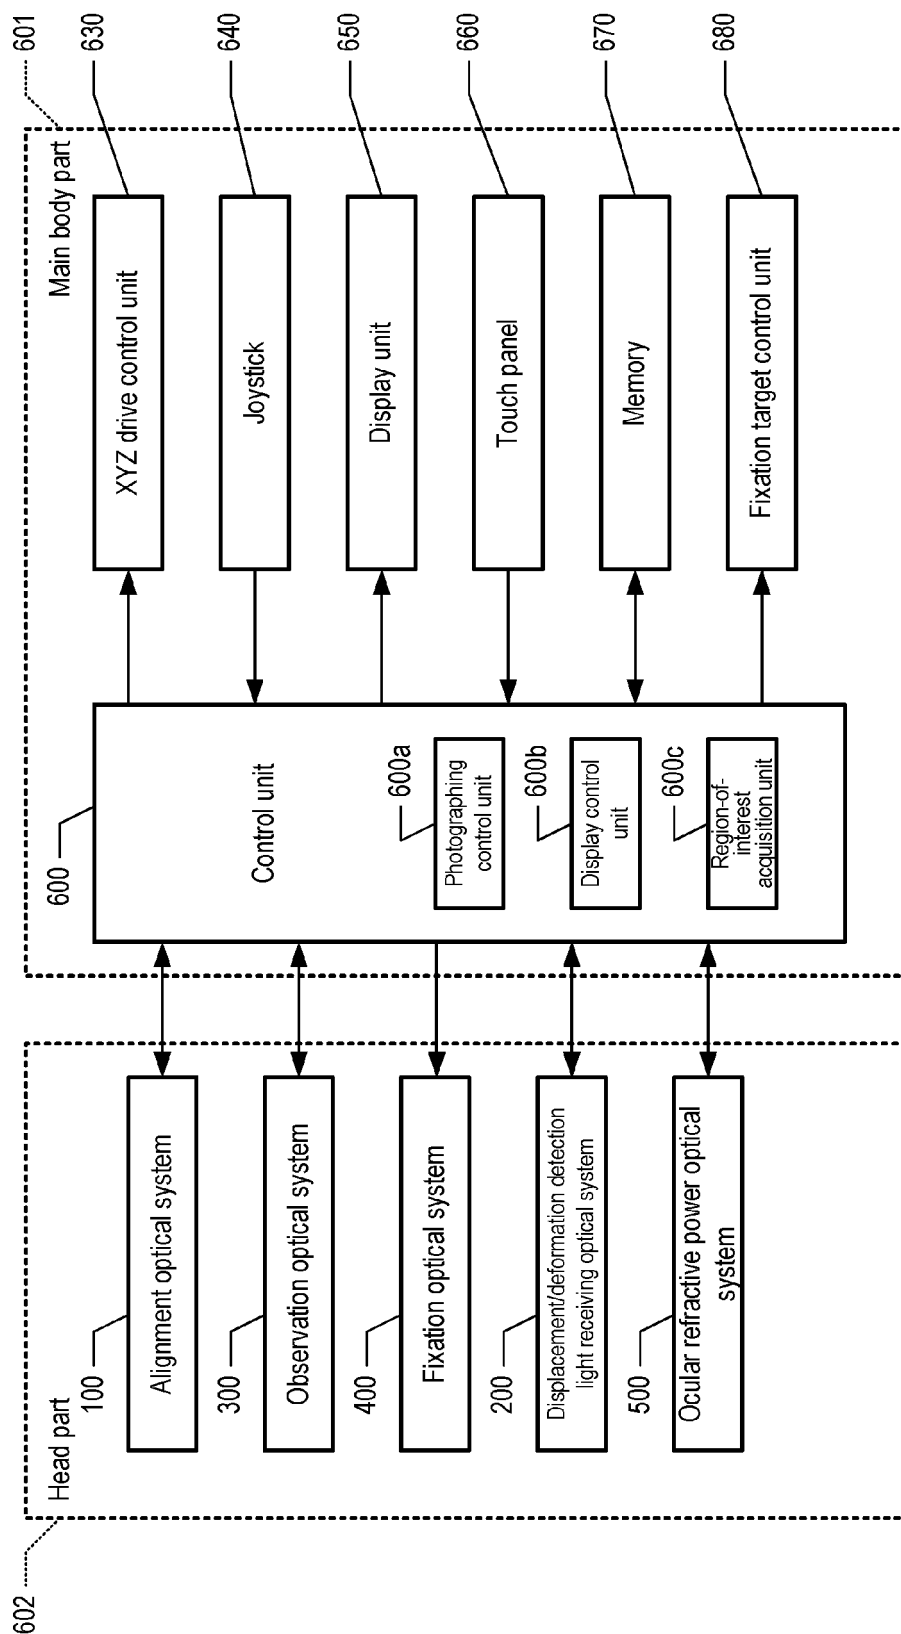 602
Head part
100
Alignment optical system
300
Observation optical system
400
Fixation optical system
200
Displacement/deformation detection
light receiving optical system
500
Ocular refractive power optical
system
601
Main body part
600
Control unit
600a
Photographing
control unit
600b
Display control
unit
600c
Region-of-
interest
acquisition unit
630
XYZ drive control unit
640
Joystick
650
Display unit
660
Touch panel
670
Memory
680
Fixation target control unit